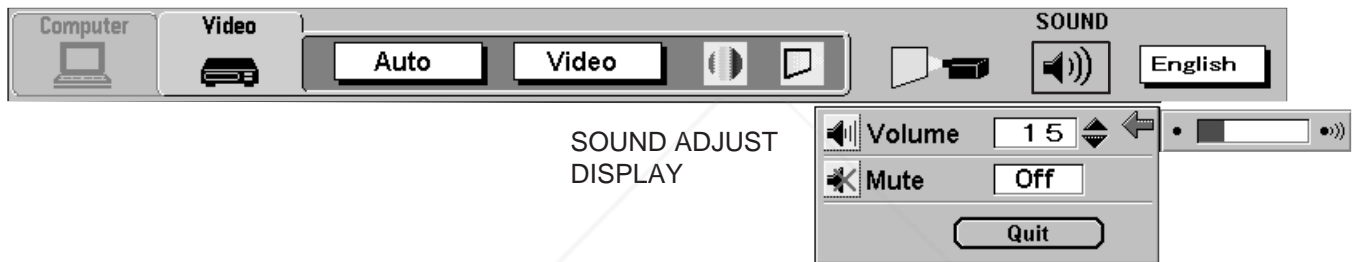 SOUND
Computer Video
Auto Video English
SOUND ADJUST
DISPLAY
Volume 15
Mute Off
Quit